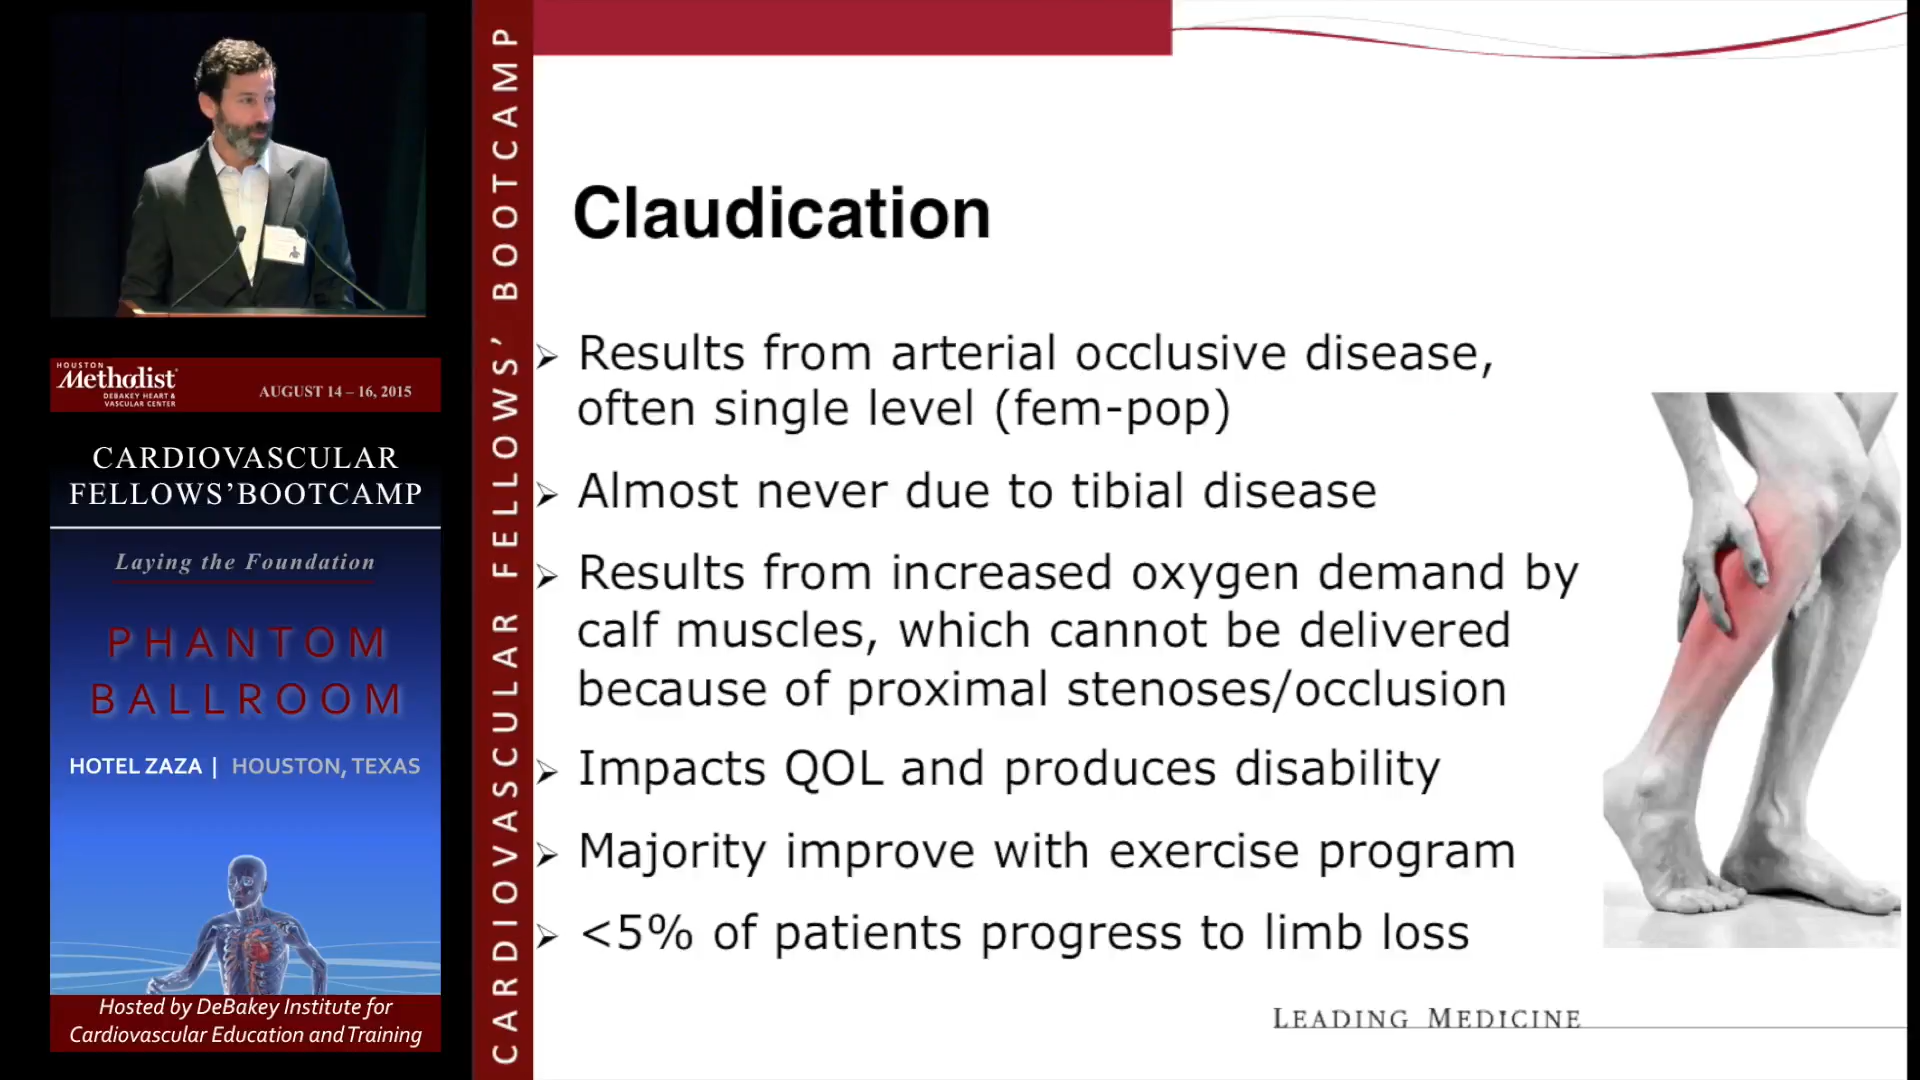 HOUSTON
Methodist
DEBAKEY HEART &
VASCULAR CENTER
AUGUST 14 – 16, 2015
CARDIOVASCULAR
FELLOWS’BOOTCAMP
Laying the Foundation
PHANTOM
BALLROOM
HOTEL ZAZA | HOUSTON, TEXAS
Hosted by DeBakey Institute for
Cardiovascular Education and Training
CARDIOVASCULAR FELLOWS’ BOOTCAMP
Claudication
➢ Results from arterial occlusive disease,
often single level (fem-pop)
➢ Almost never due to tibial disease
➢ Results from increased oxygen demand by
calf muscles, which cannot be delivered
because of proximal stenoses/occlusion
➢ Impacts QOL and produces disability
➢ Majority improve with exercise program
➢ <5% of patients progress to limb loss
LEADING MEDICINE